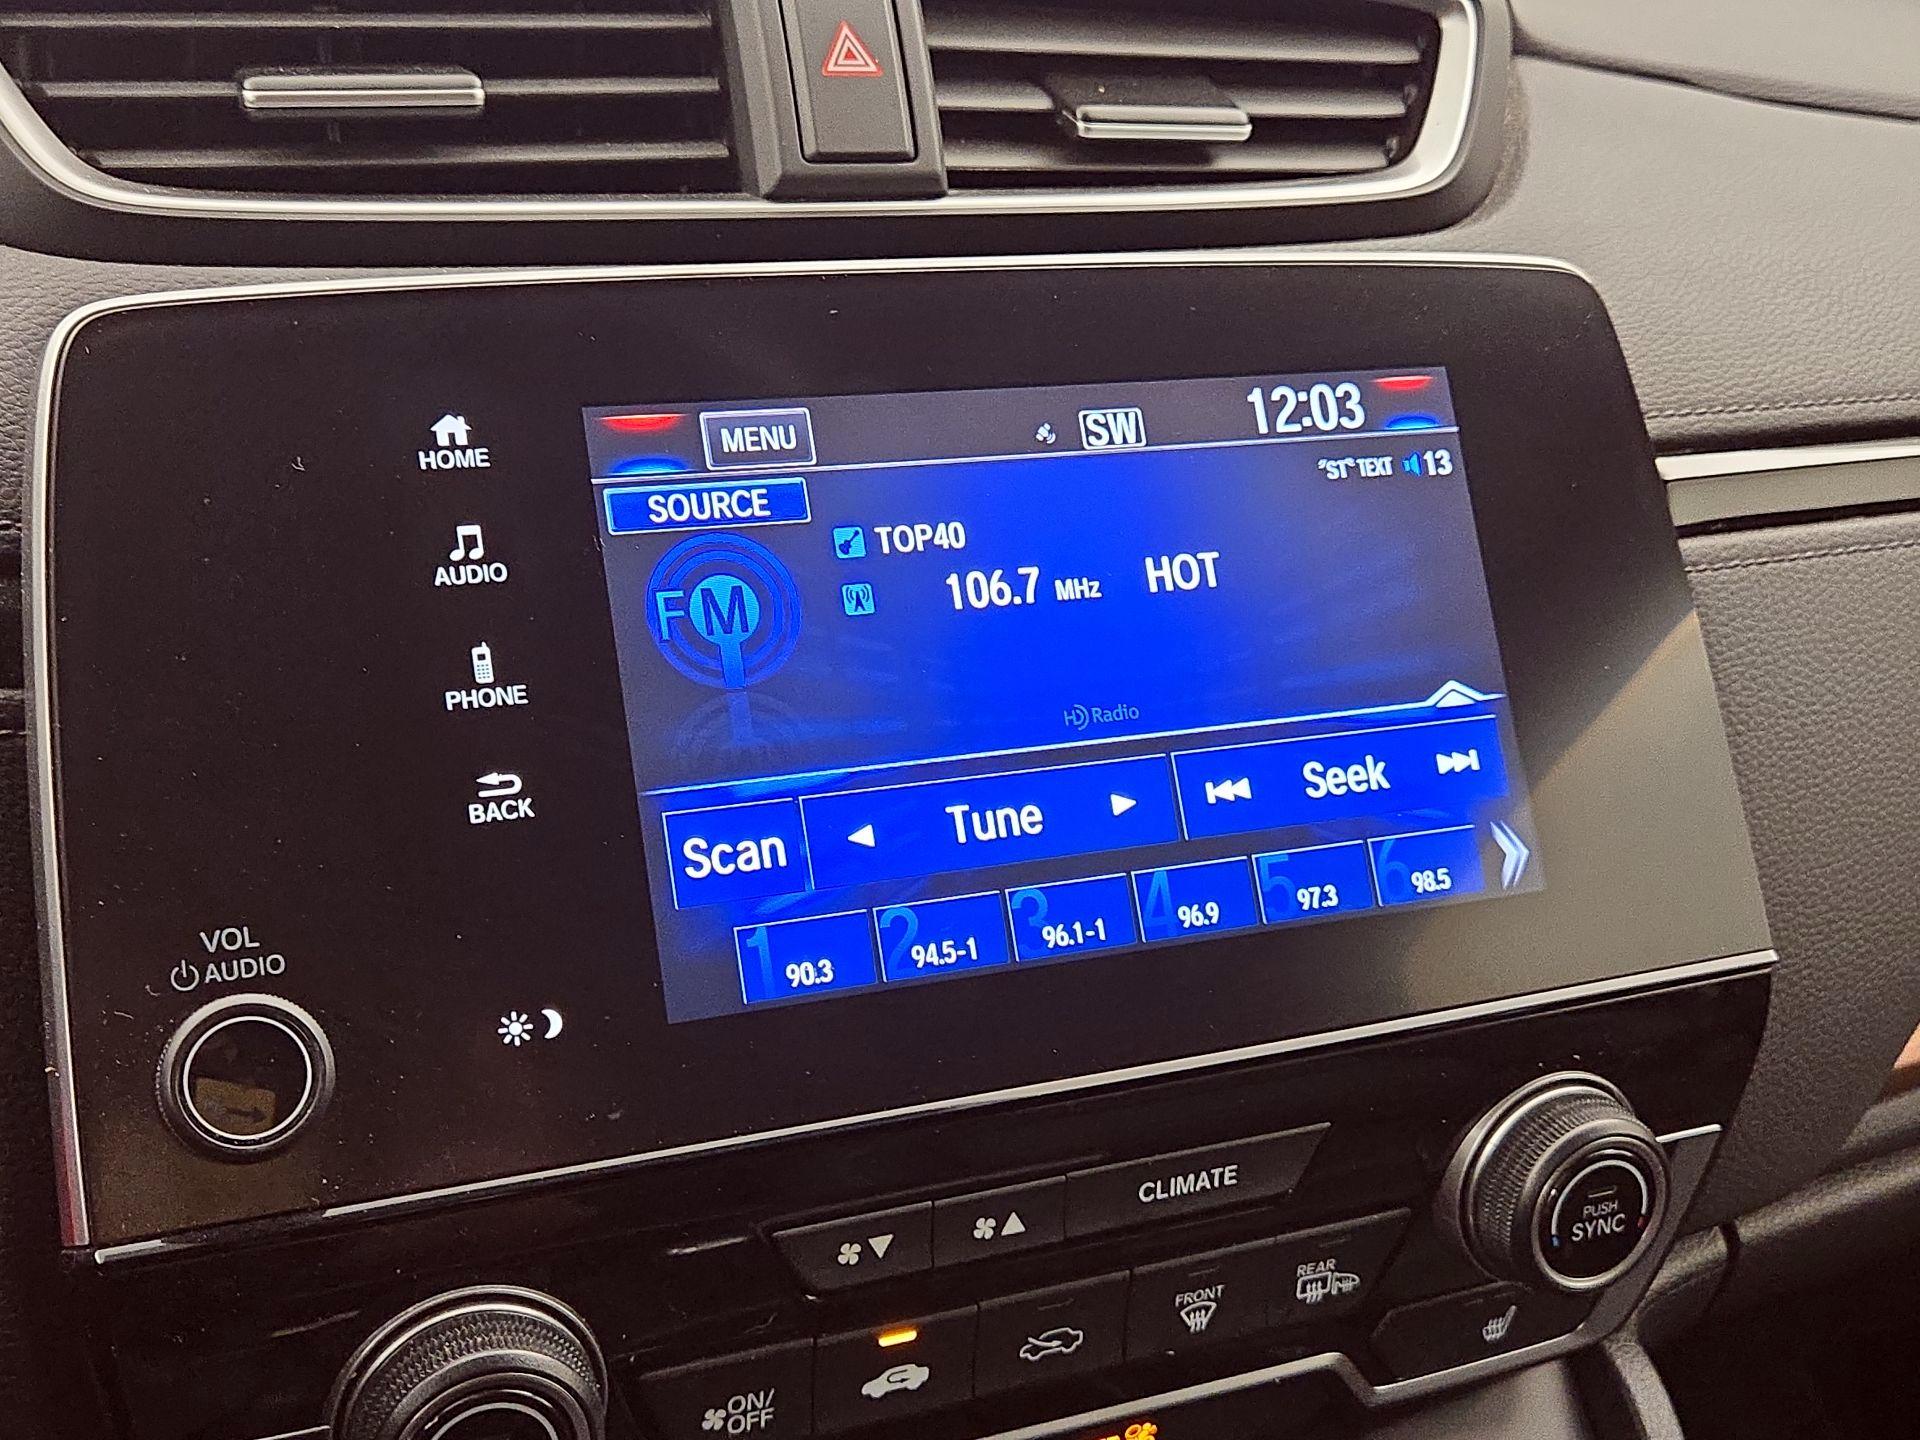 HOME
AUDIO
PHONE
BACK
VOL
AUDIO
MENU
SW
12:03
"ST" TEXT 13
SOURCE
FM
TOP40
106.7 MHz HOT
HD Radio
Scan
Tune
Seek
1 90.3
2 94.5-1
3 96.1-1
4 96.9
5 97.3
6 98.5
CLIMATE
PUSH
SYNC
FRONT
REAR
ON/
OFF